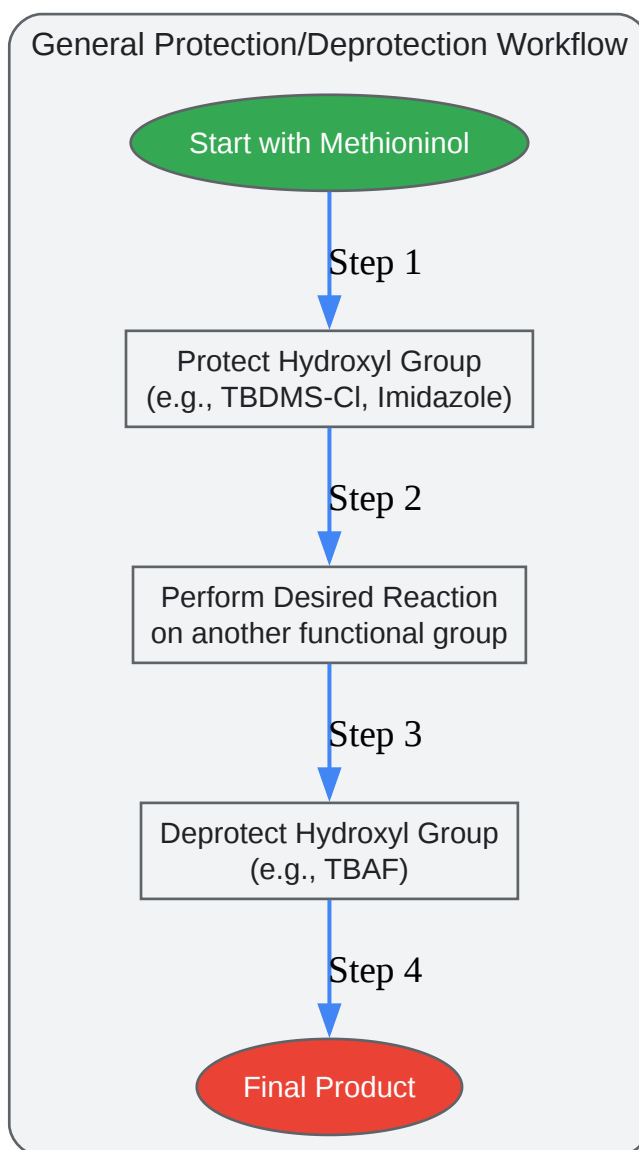 General Protection/Deprotection Workflow
Start with Methioninol
Step 1
Protect Hydroxyl Group
(e.g., TBDMS-Cl, Imidazole)
Step 2
Perform Desired Reaction
on another functional group
Step 3
Deprotect Hydroxyl Group
(e.g., TBAF)
Step 4
Final Product